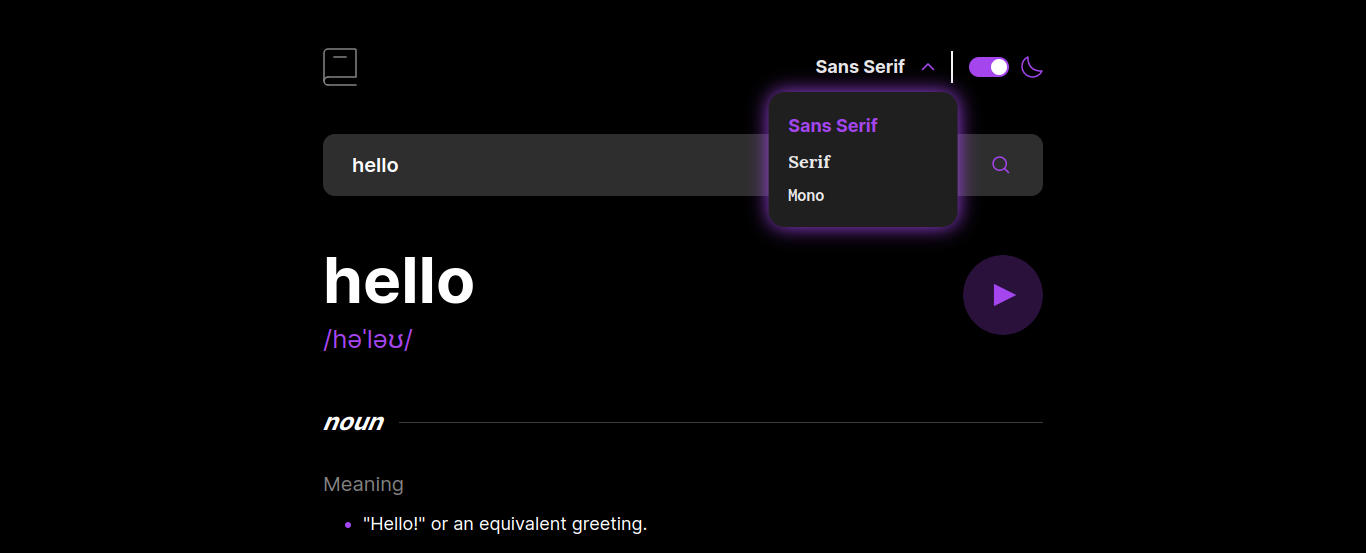 Sans Serif
Sans Serif
hello
Serif
Mono
hello
/həˈləʊ/
noun
Meaning
"Hello!" or an equivalent greeting.